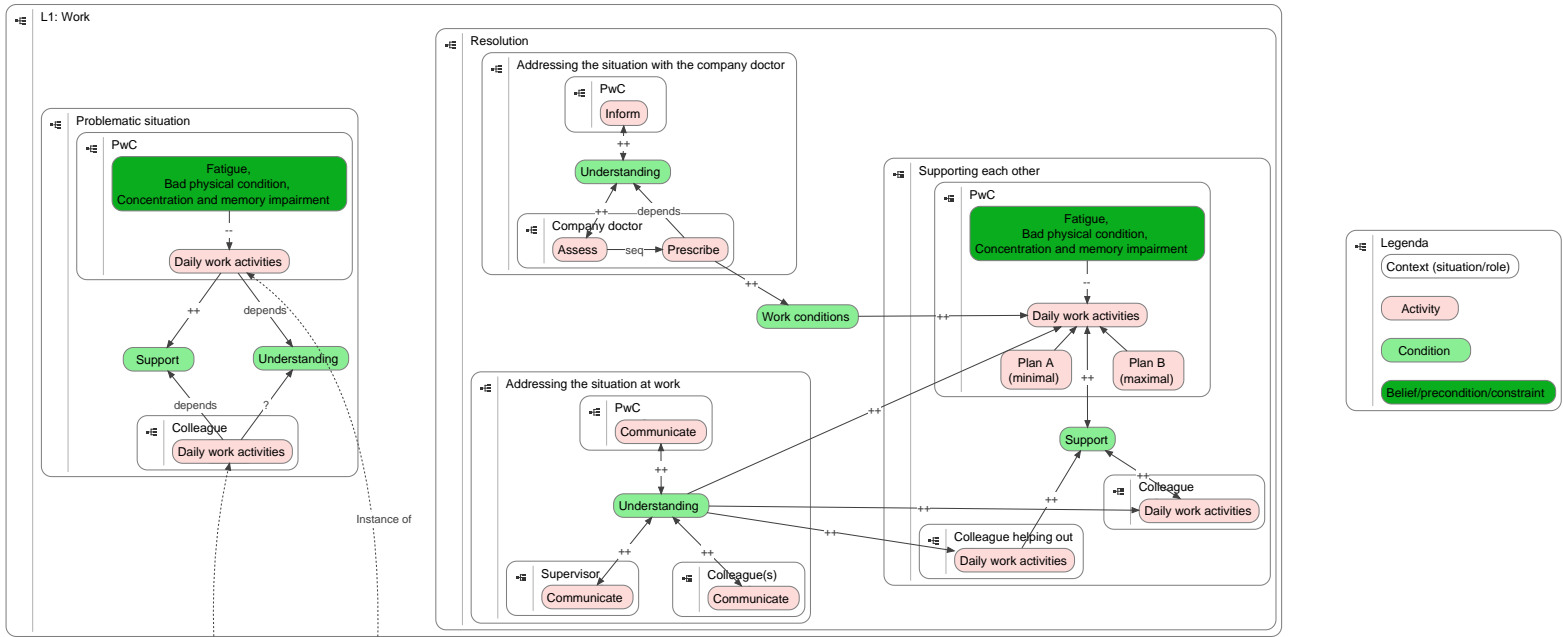 L1: Work
Problematic situation
PwC
Fatigue,
Bad physical condition,
Concentration and memory impairment
--
Daily work activities
++
depends
Support
Understanding
depends
?
Colleague
Daily work activities
Instance of
Resolution
Addressing the situation with the company doctor
PwC
Inform
++
Understanding
++
depends
Company doctor
Assess
seq
Prescribe
++
Work conditions
++
Addressing the situation at work
PwC
Communicate
++
Understanding
++
++
++
++
++
Supervisor
Communicate
Colleague(s)
Communicate
Supporting each other
PwC
Fatigue,
Bad physical condition,
Concentration and memory impairment
--
Daily work activities
Plan A
(minimal)
++
Plan B
(maximal)
Support
++
++
Colleague
Daily work activities
Colleague helping out
Daily work activities
Legenda
Context (situation/role)
Activity
Condition
Belief/precondition/constraint